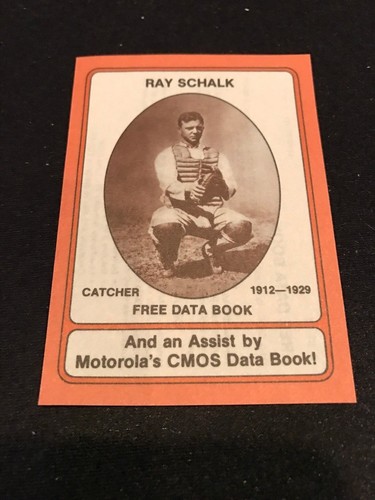 RAY SCHALK
CATCHER 1912—1929
FREE DATA BOOK
And an Assist by
Motorola's CMOS Data Book!